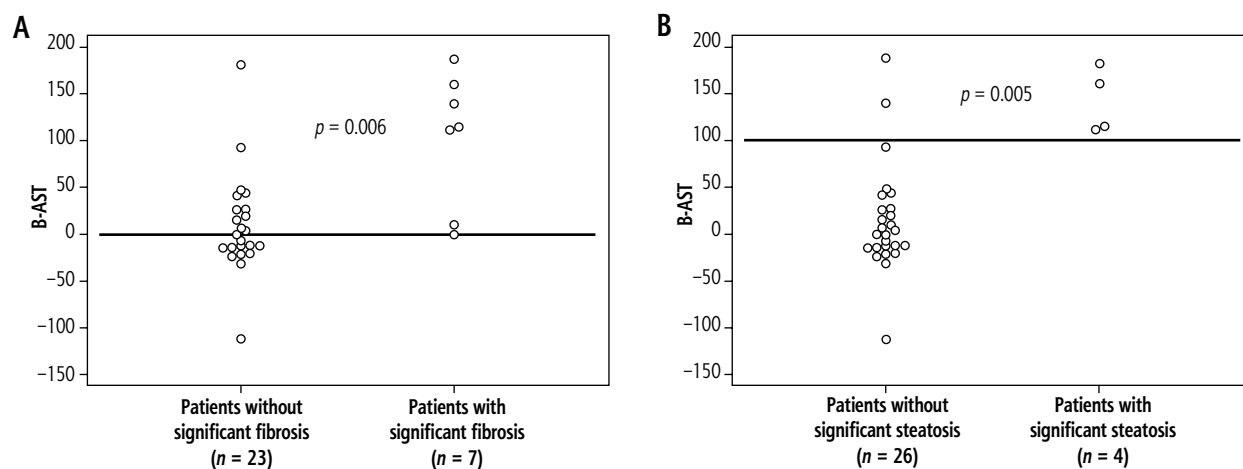 A
B-AST
200
150
100
50
0
−50
−100
−150
p = 0.006
Patients without
significant fibrosis
(n = 23)
Patients with
significant fibrosis
(n = 7)
B
B-AST
200
150
100
50
0
−50
−100
−150
p = 0.005
Patients without
significant steatosis
(n = 26)
Patients with
significant steatosis
(n = 4)